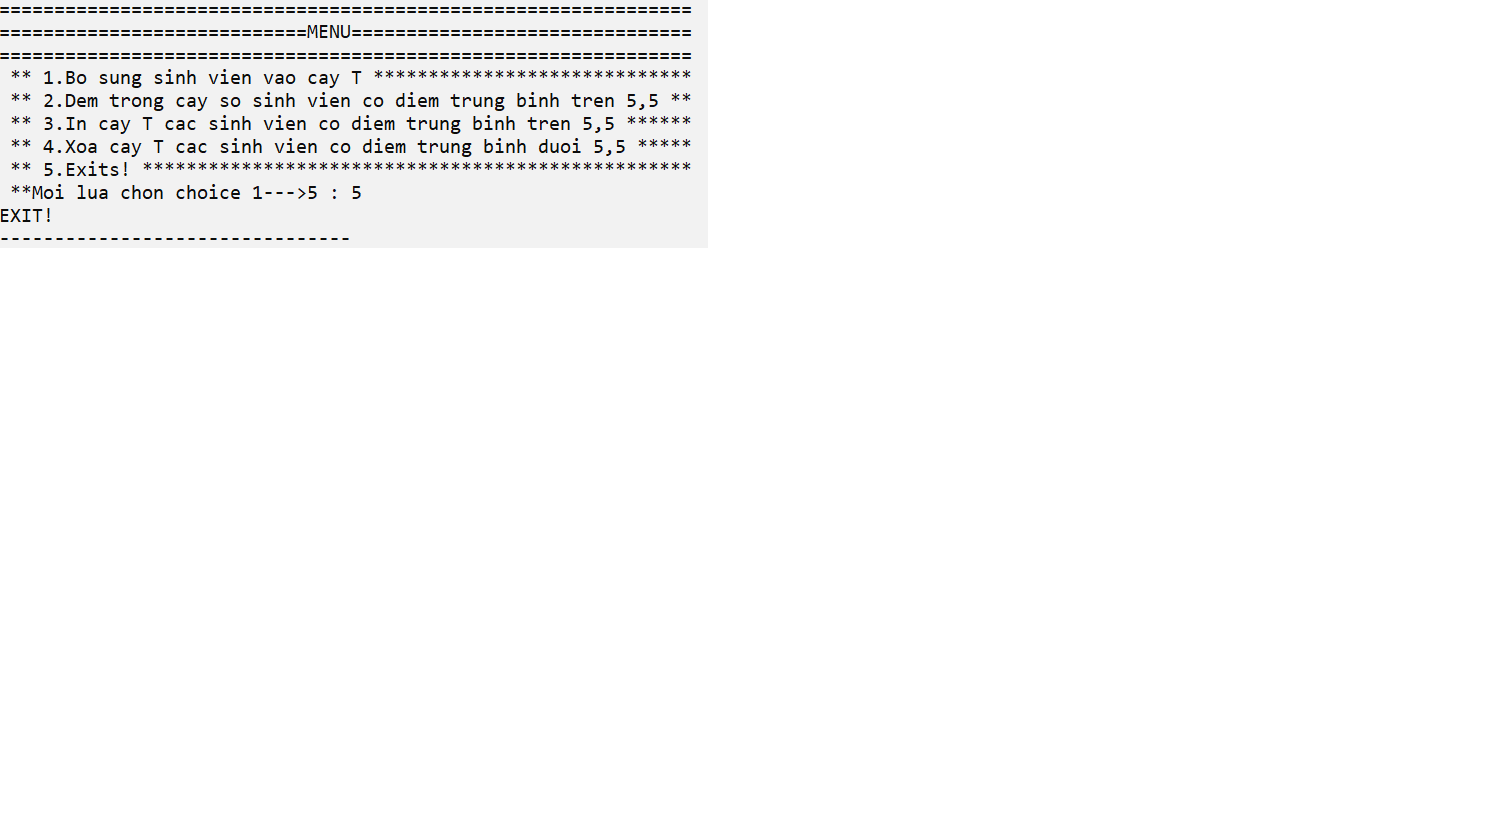 ===============================================================
============================MENU===============================
===============================================================
** 1.Bo sung sinh vien vao cay T *****************************
** 2.Dem trong cay so sinh vien co diem trung binh tren 5,5 **
** 3.In cay T cac sinh vien co diem trung binh tren 5,5 ******
** 4.Xoa cay T cac sinh vien co diem trung binh duoi 5,5 *****
** 5.Exits! **************************************************
**Moi lua chon choice 1--->5 : 5
EXIT!
--------------------------------